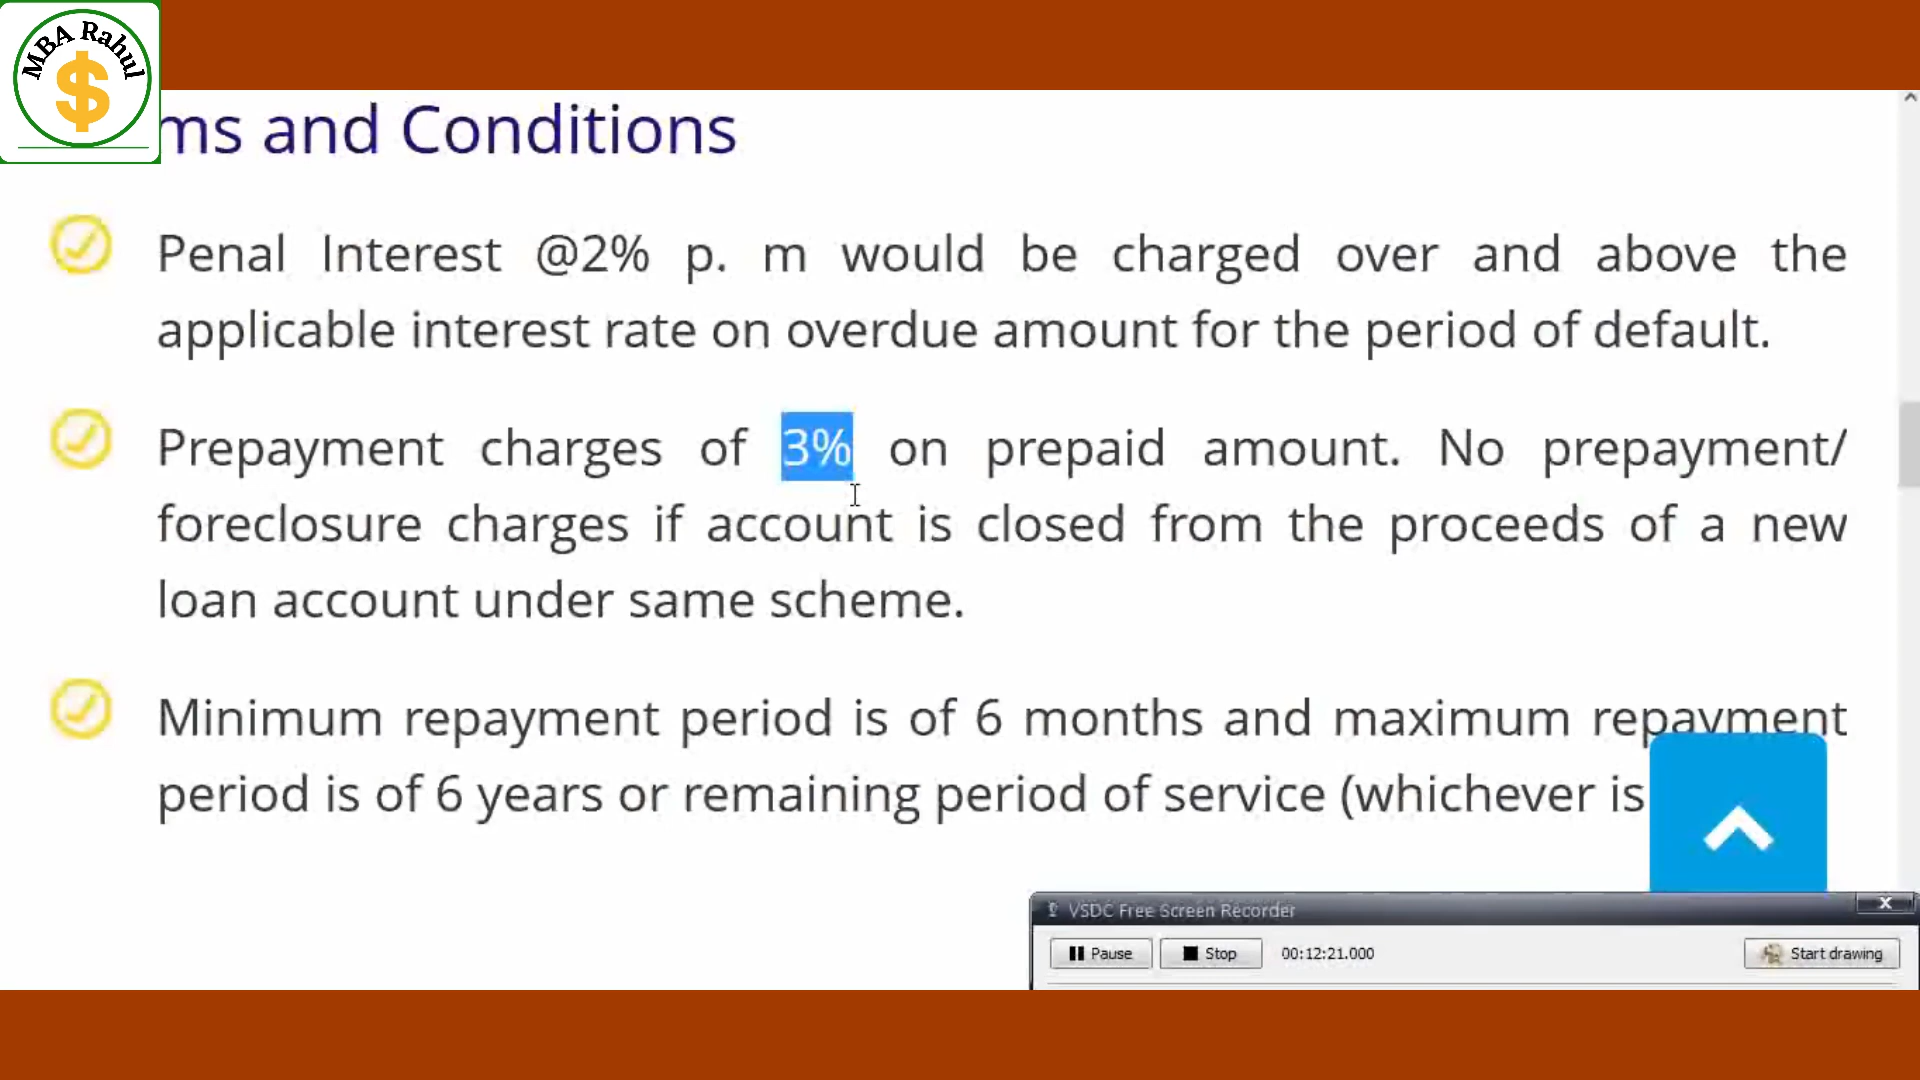 MBA Rahul
$
ms and Conditions
Penal Interest @2% p. m would be charged over and above the
applicable interest rate on overdue amount for the period of default.
Prepayment charges of 3% on prepaid amount. No prepayment/
foreclosure charges if account is closed from the proceeds of a new
loan account under same scheme.
Minimum repayment period is of 6 months and maximum repayment
period is of 6 years or remaining period of service (whichever is
VSDC Free Screen Recorder
Pause Stop 00:12:21.000 Start drawing